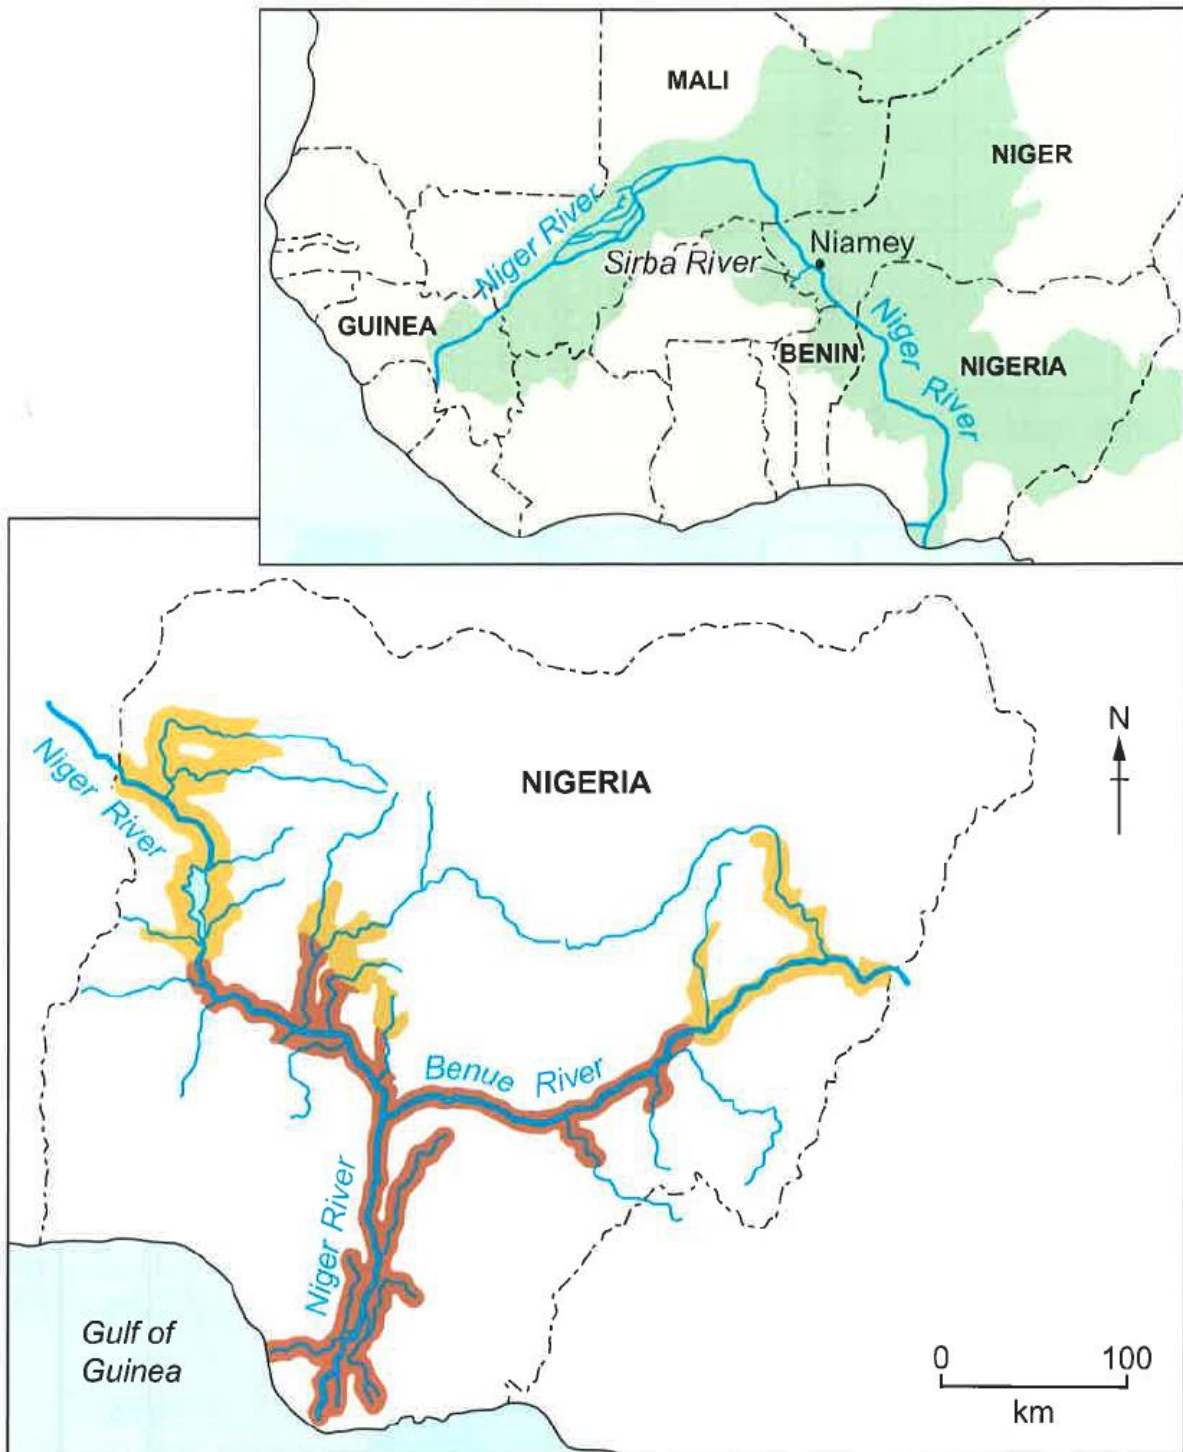 MALI
NIGER
Niger River
Niamey
Sirba River
GUINEA
BENIN
Niger River
NIGERIA
N
Niger River
NIGERIA
Benue River
Niger River
Gulf of
Guinea
0 100
km